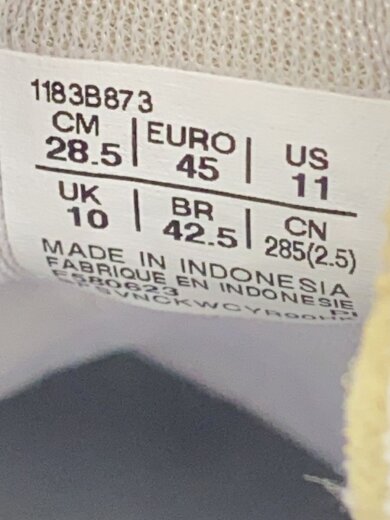 1183B873
CM | EURO | US
28.5 | 45 | 11
UK | BR | CN
10 | 42.5 | 285(2.5)
MADE IN INDONESIA
FABRIQUE EN INDONESIE